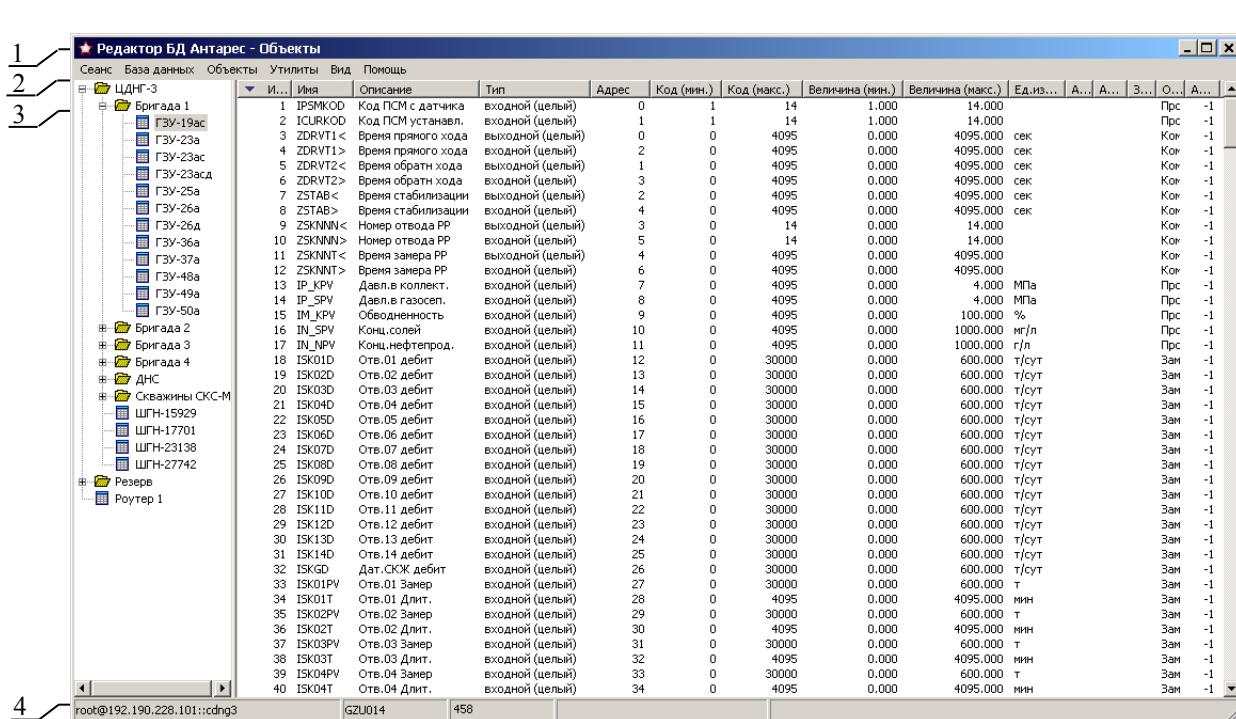 1
Редактор БД Антарес - Объекты
Сеанс База данных Объекты Утилиты Вид Помощь
2
3
ЦДНГ-3
Бригада 1
ГЗУ-19ас
ГЗУ-23а
ГЗУ-23ас
ГЗУ-23асд
ГЗУ-25а
ГЗУ-26а
ГЗУ-26д
ГЗУ-36а
ГЗУ-37а
ГЗУ-48а
ГЗУ-49а
ГЗУ-50а
Бригада 2
Бригада 3
Бригада 4
ДНС
Скважины СКС-М
ШГН-15929
ШГН-17701
ШГН-23138
ШГН-27742
Резерв
Роутер 1
И... Имя Описание Тип Адрес Код (мин.) Код (макс.) Величина (мин.) Величина (макс.) Ед.из... А... А... З... О... А...
1 IPSMKOD Код ПСМ с датчика входной (целый) 0 1 14 1.000 14.000 Прс -1
2 ICURKOD Код ПСМ устанавл. входной (целый) 1 1 14 1.000 14.000 Прс -1
3 ZDRVT1< Время прямого хода выходной (целый) 0 0 4095 0.000 4095.000 сек Ком -1
4 ZDRVT1> Время прямого хода входной (целый) 2 0 4095 0.000 4095.000 сек Ком -1
5 ZDRVT2< Время обратн хода выходной (целый) 1 0 4095 0.000 4095.000 сек Ком -1
6 ZDRVT2> Время обратн хода входной (целый) 3 0 4095 0.000 4095.000 сек Ком -1
7 ZSTAB< Время стабилизации выходной (целый) 2 0 4095 0.000 4095.000 сек Ком -1
8 ZSTAB> Время стабилизации входной (целый) 4 0 4095 0.000 4095.000 сек Ком -1
9 ZSKNNN< Номер отвода РР выходной (целый) 3 0 14 0.000 14.000 Ком -1
10 ZSKNNN> Номер отвода РР входной (целый) 5 0 14 0.000 14.000 Ком -1
11 ZSKNNT< Время замера РР выходной (целый) 4 0 4095 0.000 4095.000 Ком -1
12 ZSKNNT> Время замера РР входной (целый) 6 0 4095 0.000 4095.000 Ком -1
13 IP_KPV Давл.в коллект. входной (целый) 7 0 4095 0.000 4.000 МПа Прс -1
14 IP_SPV Давл.в газосеп. входной (целый) 8 0 4095 0.000 4.000 МПа Прс -1
15 IM_KPV Обводненность входной (целый) 9 0 4095 0.000 100.000 % Прс -1
16 IN_SPV Конц.солей входной (целый) 10 0 4095 0.000 1000.000 мг/л Прс -1
17 IN_NPV Конц.нефтепрод. входной (целый) 11 0 4095 0.000 1000.000 г/л Прс -1
18 ISK01D Отв.01 дебит входной (целый) 12 0 30000 0.000 600.000 т/сут Зам -1
19 ISK02D Отв.02 дебит входной (целый) 13 0 30000 0.000 600.000 т/сут Зам -1
20 ISK03D Отв.03 дебит входной (целый) 14 0 30000 0.000 600.000 т/сут Зам -1
21 ISK04D Отв.04 дебит входной (целый) 15 0 30000 0.000 600.000 т/сут Зам -1
22 ISK05D Отв.05 дебит входной (целый) 16 0 30000 0.000 600.000 т/сут Зам -1
23 ISK06D Отв.06 дебит входной (целый) 17 0 30000 0.000 600.000 т/сут Зам -1
24 ISK07D Отв.07 дебит входной (целый) 18 0 30000 0.000 600.000 т/сут Зам -1
25 ISK08D Отв.08 дебит входной (целый) 19 0 30000 0.000 600.000 т/сут Зам -1
26 ISK09D Отв.09 дебит входной (целый) 20 0 30000 0.000 600.000 т/сут Зам -1
27 ISK10D Отв.10 дебит входной (целый) 21 0 30000 0.000 600.000 т/сут Зам -1
28 ISK11D Отв.11 дебит входной (целый) 22 0 30000 0.000 600.000 т/сут Зам -1
29 ISK12D Отв.12 дебит входной (целый) 23 0 30000 0.000 600.000 т/сут Зам -1
30 ISK13D Отв.13 дебит входной (целый) 24 0 30000 0.000 600.000 т/сут Зам -1
31 ISK14D Отв.14 дебит входной (целый) 25 0 30000 0.000 600.000 т/сут Зам -1
32 ISKGD Дат.СКЖ дебит входной (целый) 26 0 30000 0.000 600.000 т/сут Зам -1
33 ISK01PV Отв.01 Замер входной (целый) 27 0 30000 0.000 600.000 т Зам -1
34 ISK01T Отв.01 Длит. входной (целый) 28 0 4095 0.000 4095.000 мин Зам -1
35 ISK02PV Отв.02 Замер входной (целый) 29 0 30000 0.000 600.000 т Зам -1
36 ISK02T Отв.02 Длит. входной (целый) 30 0 4095 0.000 4095.000 мин Зам -1
37 ISK03PV Отв.03 Замер входной (целый) 31 0 30000 0.000 600.000 т Зам -1
38 ISK03T Отв.03 Длит. входной (целый) 32 0 4095 0.000 4095.000 мин Зам -1
39 ISK04PV Отв.04 Замер входной (целый) 33 0 30000 0.000 600.000 т Зам -1
40 ISK04T Отв.04 Длит. входной (целый) 34 0 4095 0.000 4095.000 мин Зам -1
4
root@192.190.228.101::cdng3 GZU014 458